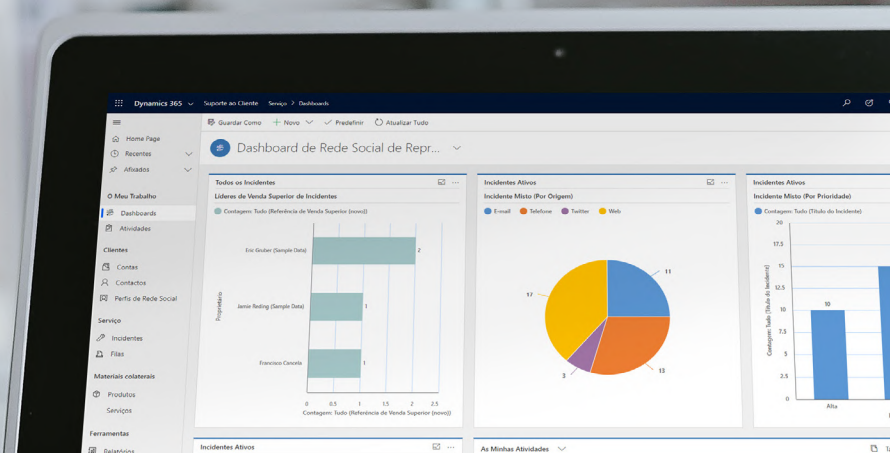 Dynamics 365
Suporte ao Cliente Serviço > Dashboards
Guardar Como Novo Predefinir Atualizar Tudo
Home Page
Recentes
Afixados
O Meu Trabalho
Dashboards
Atividades
Clientes
Contas
Contactos
Perfis de Rede Social
Serviço
Incidentes
Filas
Materiais colaterais
Produtos
Serviços
Ferramentas
Relatórios
Dashboard de Rede Social de Repr...
Todos os Incidentes
Líderes de Venda Superior de Incidentes
Contagem: Tudo (Referência de Venda Superior (novo))
Proprietário
Eric Gruber (Sample Data)
2
Jamie Reding (Sample Data)
1
Francisco Cancela
1
0 0.5 1 1.5 2 2.5
Contagem: Tudo (Referência de Venda Superior (novo))
Incidentes Ativos
Incidente Misto (Por Origem)
E-mail Telefone Twitter Web
11
12
13
3
Incidentes Ativos
Incidente Misto (Por Prioridade)
Contagem: Tudo (Título do Incidente)
Contagem: Tudo (Título do Incidente)
20
17.5
15
12.5
10
7.5
5
2.5
0
10
Alta
Incidentes Ativos
As Minhas Atividades